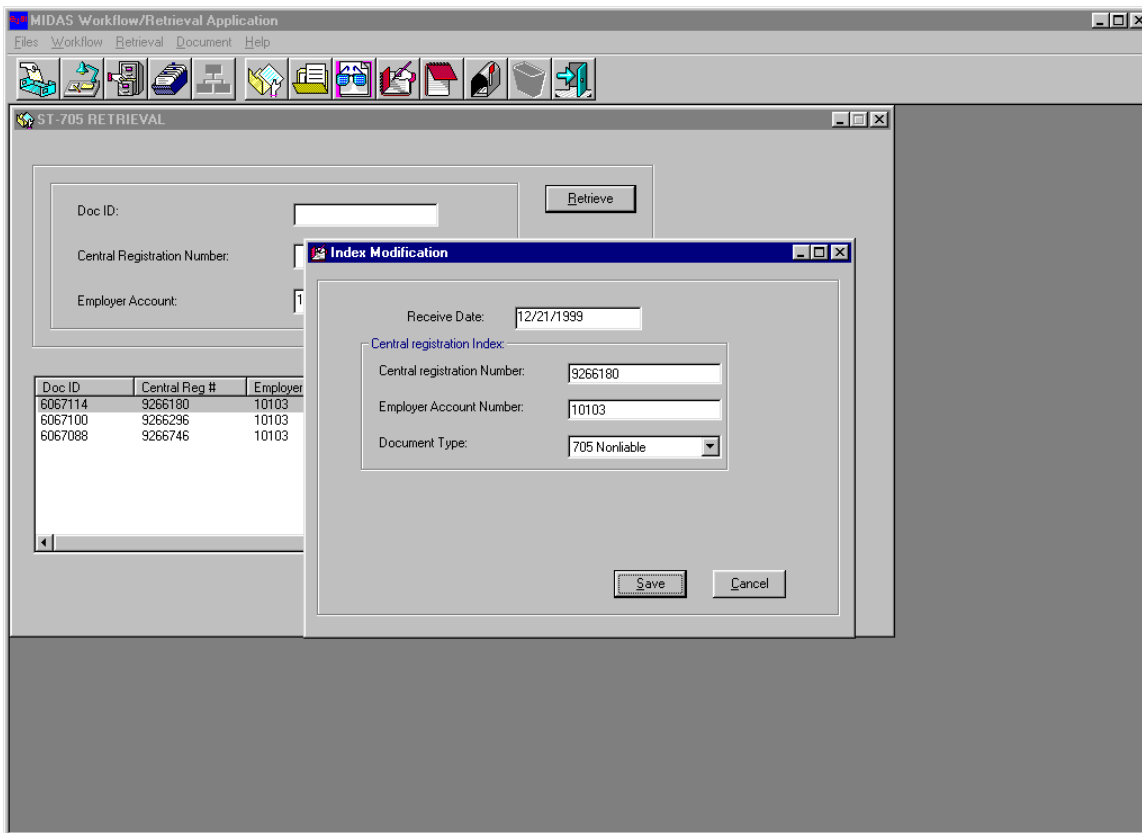 MIDAS Workflow/Retrieval Application
Files Workflow Retrieval Document Help
ST-705 RETRIEVAL
Retrieve
Doc ID:
Central Registration Number:
Employer Account: 1
Doc ID Central Reg # Employer
6067114 9266180 10103
6067100 9266296 10103
6067088 9266746 10103
Index Modification
Receive Date: 12/21/1999
Central registration Index:
Central registration Number: 9266180
Employer Account Number: 10103
Document Type: 705 Nonliable
Save Cancel